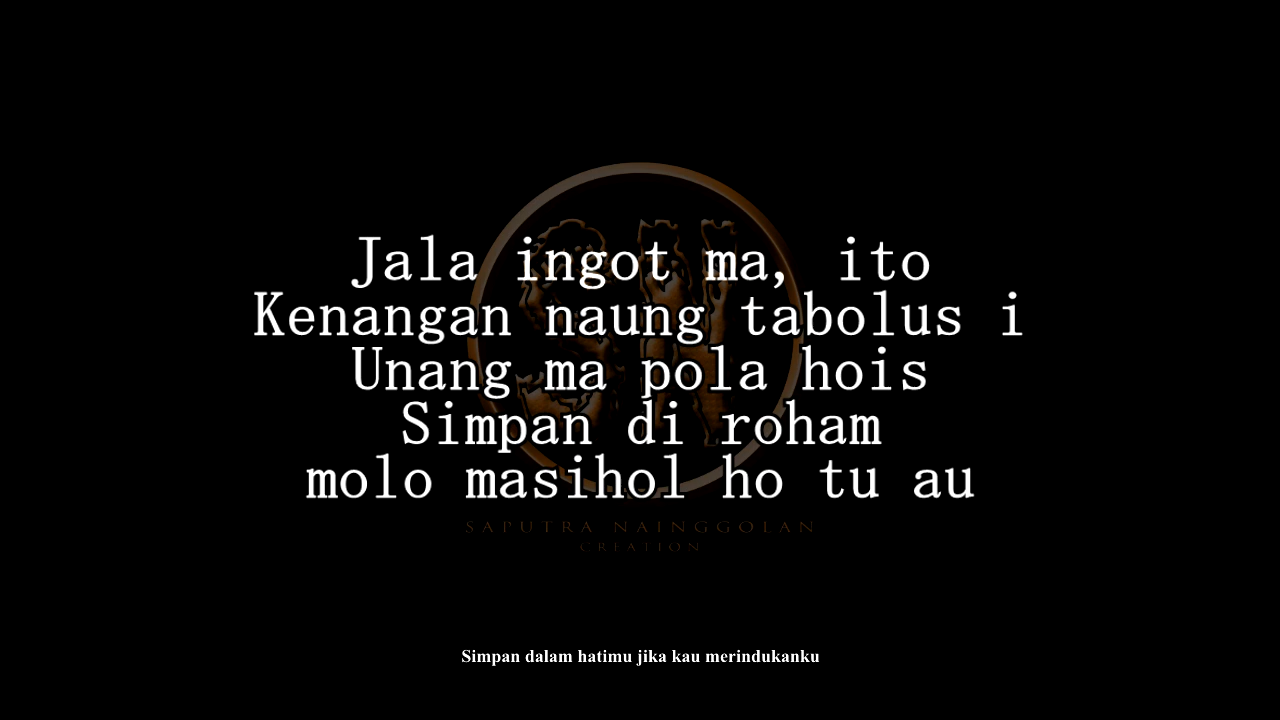 Jala ingot ma, ito
Kenangan naung tabolus i
Unang ma pola hois
Simpan di roham
molo masihol ho tu au
SAPUTRA NAINGGOLAN
CREATION
Simpan dalam hatimu jika kau merindukanku